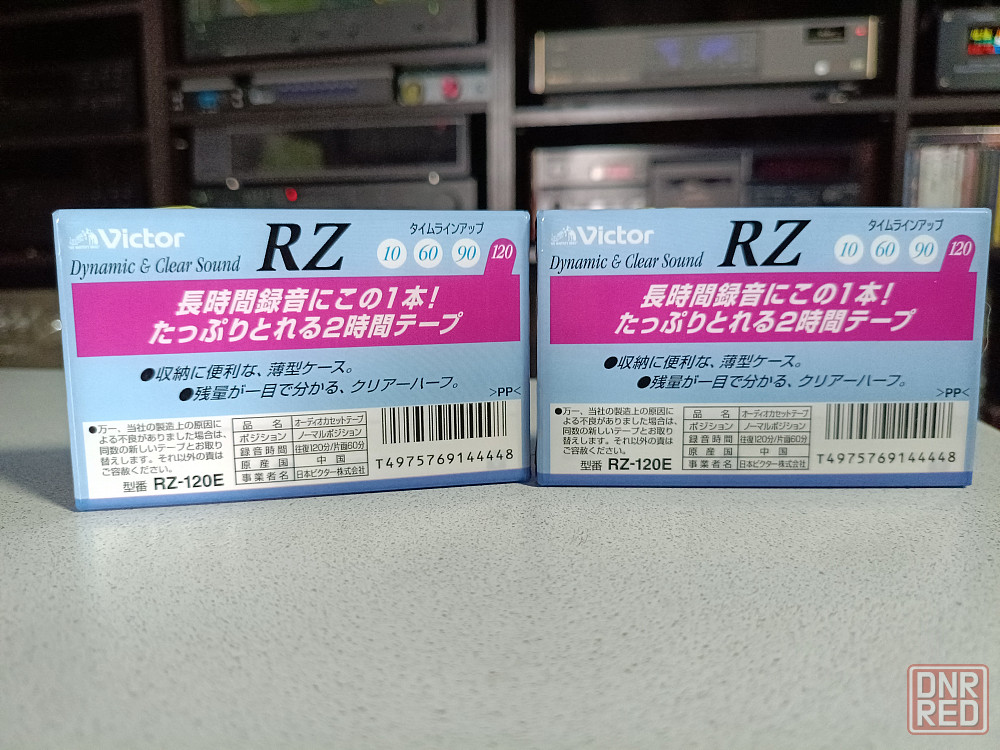 Victor
Dynamic & Clear Sound
RZ
タイムラインアップ
10 60 90 120
長時間録音にこの1本!
たっぷりとれる2時間テープ
●収納に便利な、薄型ケース。
●残量が一目で分かる、クリアーハーフ。
>PP<
●万一、当社の製造上の原因に
よる不良がありました場合は、
同数の新しいテープとお取り
替えします。それ以外の責は
ご容赦ください。
型番 RZ-120E
品名 オーディオカセットテープ
ポジション ノーマルポジション
録音時間 往復120分/片面60分
原産国 中国
事業者名 日本ビクター株式会社
T4975769144448
Victor
Dynamic & Clear Sound
RZ
タイムラインアップ
10 60 90 120
長時間録音にこの1本!
たっぷりとれる2時間テープ
●収納に便利な、薄型ケース。
●残量が一目で分かる、クリアーハーフ。
>PP<
●万一、当社の製造上の原因に
よる不良がありました場合は、
同数の新しいテープとお取り
替えします。それ以外の責は
ご容赦ください。
型番 RZ-120E
品名 オーディオカセットテープ
ポジション ノーマルポジション
録音時間 往復120分/片面60分
原産国 中国
事業者名 日本ビクター株式会社
T4975769144448
DNR
RED